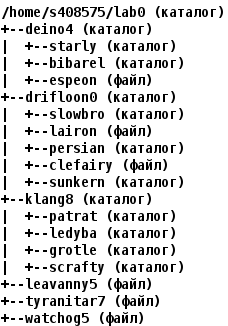 /home/s408575/lab0 (каталог)
+--deino4 (каталог)
|  +--starly (каталог)
|  +--bibarel (каталог)
|  +--espeon (файл)
+--drifloon0 (каталог)
|  +--slowbro (каталог)
|  +--lairon (файл)
|  +--persian (каталог)
|  +--clefairy (файл)
|  +--sunkern (каталог)
+--klang8 (каталог)
|  +--patrat (каталог)
|  +--ledyba (каталог)
|  +--grotle (каталог)
|  +--scrafty (каталог)
+--leavanny5 (файл)
+--tyranitar7 (файл)
+--watchog5 (файл)